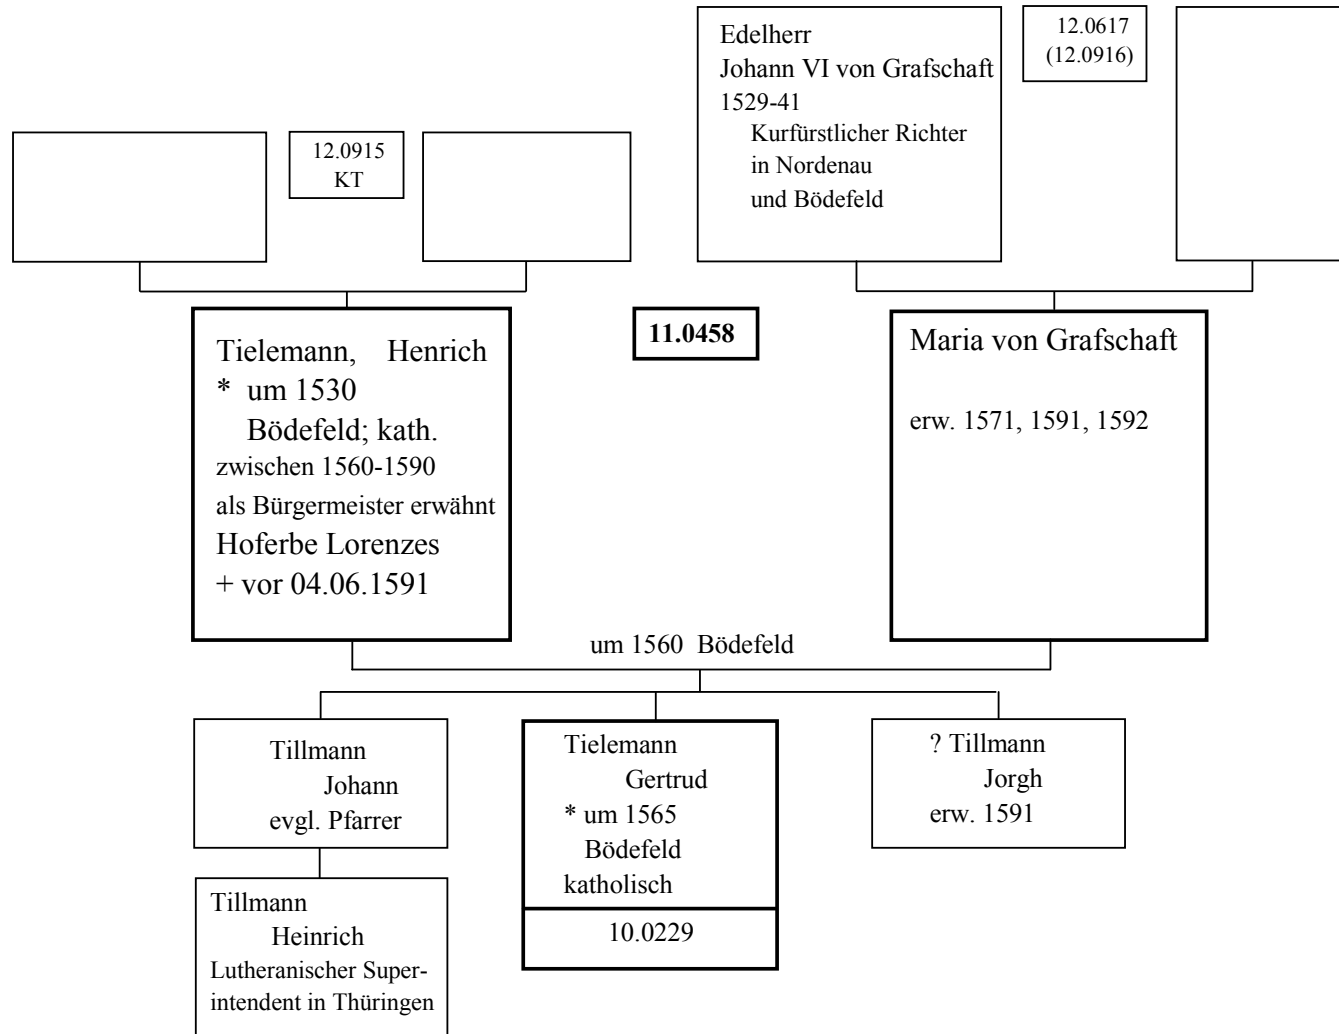 Edelherr
Johann VI von Grafschaft
1529-41
Kurfürstlicher Richter
in Nordenau
und Bödefeld
12.0617
(12.0916)
12.0915
KT
Tielemann, Henrich
* um 1530
Bödefeld; kath.
zwischen 1560-1590
als Bürgermeister erwähnt
Hoferbe Lorenzes
+ vor 04.06.1591
11.0458
Maria von Grafschaft
erw. 1571, 1591, 1592
um 1560 Bödefeld
Tillmann
Johann
evgl. Pfarrer
Tielemann
Gertrud
* um 1565
Bödefeld
katholisch
10.0229
? Tillmann
Jorgh
erw. 1591
Tillmann
Heinrich
Lutheranischer Super-
intendent in Thüringen